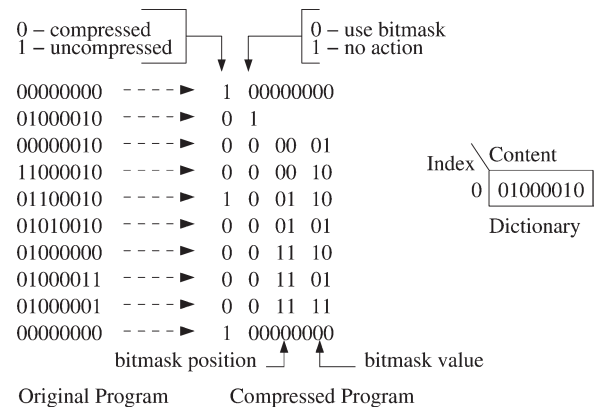 0 – compressed
1 – uncompressed
0 – use bitmask
1 – no action
00000000 1 00000000
01000010 0 1
00000010 0 0 00 01
11000010 0 0 00 10
01100010 1 0 01 10
01010010 0 0 01 01
01000000 0 0 11 10
01000011 0 0 11 01
01000001 0 0 11 11
00000000 1 00000000
Index Content
0 01000010
Dictionary
bitmask position bitmask value
Original Program Compressed Program